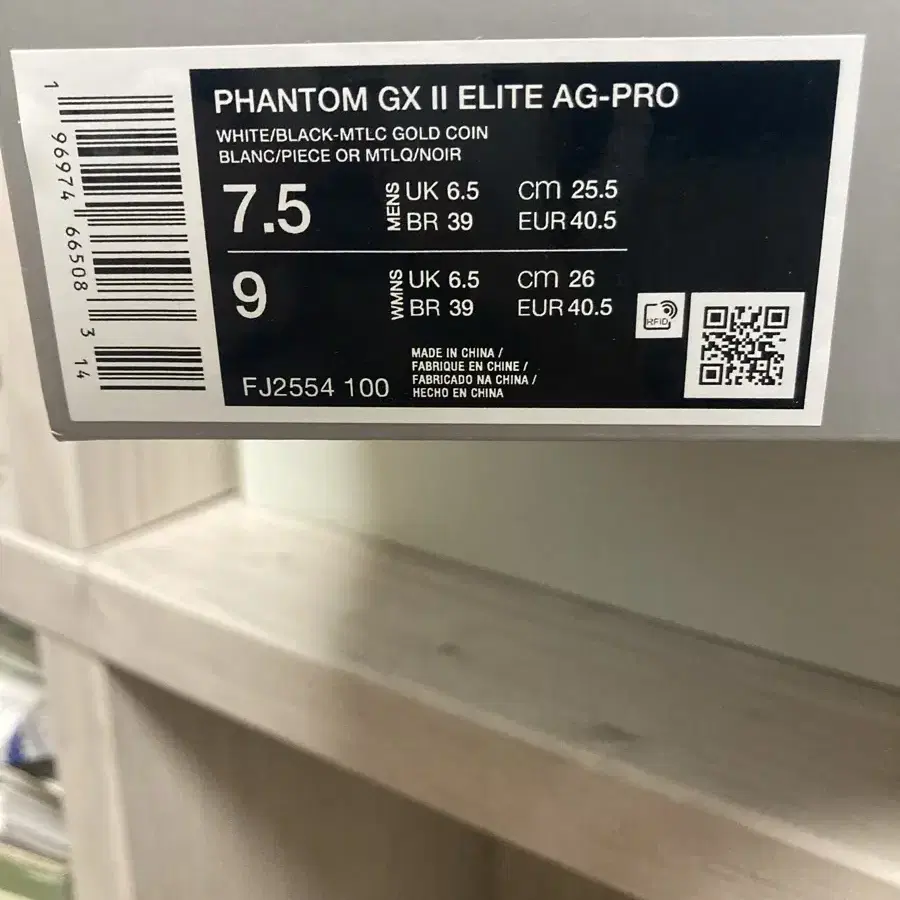 PHANTOM GX II ELITE AG-PRO
WHITE/BLACK-MTLC GOLD COIN
BLANC/PIECE OR MTLQ/NOIR
7.5
MENS
UK 6.5 cm 25.5
BR 39 EUR 40.5
9
WMNS
UK 6.5 cm 26
BR 39 EUR 40.5
RFID
MADE IN CHINA /
FABRIQUE EN CHINE /
FABRICADO NA CHINA /
HECHO EN CHINA
FJ2554 100
1 96974 66508 3 14